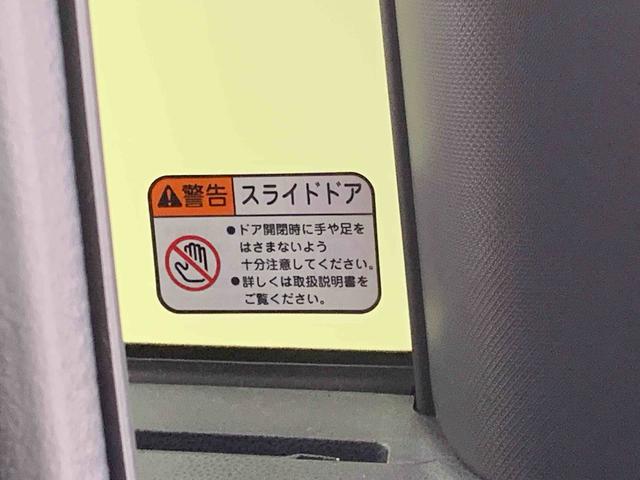 警告 スライドドア
●ドア開閉時に手や足を
はさまないよう
十分注意してください。
●詳しくは取扱説明書を
ご覧ください。